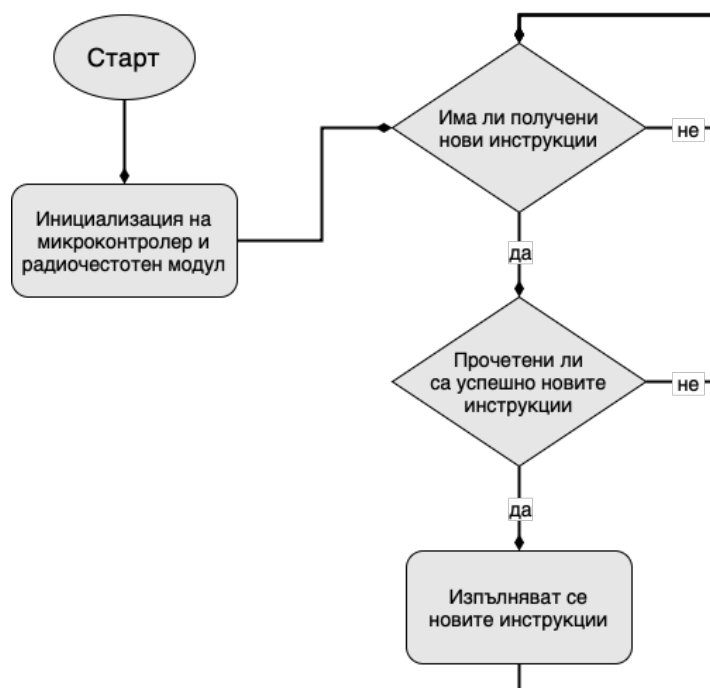 Старт
Инициализация на
микроконтролер и
радиочестотен модул
Има ли получени
нови инструкции
не
да
Прочетени ли
са успешно новите
инструкции
не
да
Изпълняват се
новите инструкции